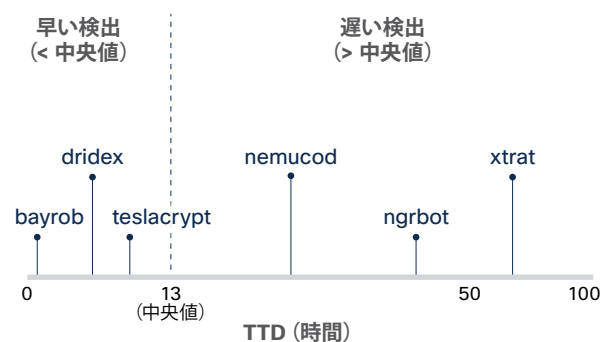 早い検出
（< 中央値）
遅い検出
（> 中央値）
dridex
nemucod
xtrat
bayrob
teslacrypt
ngrbot
0
13
50
100
（中央値）
TTD（時間）